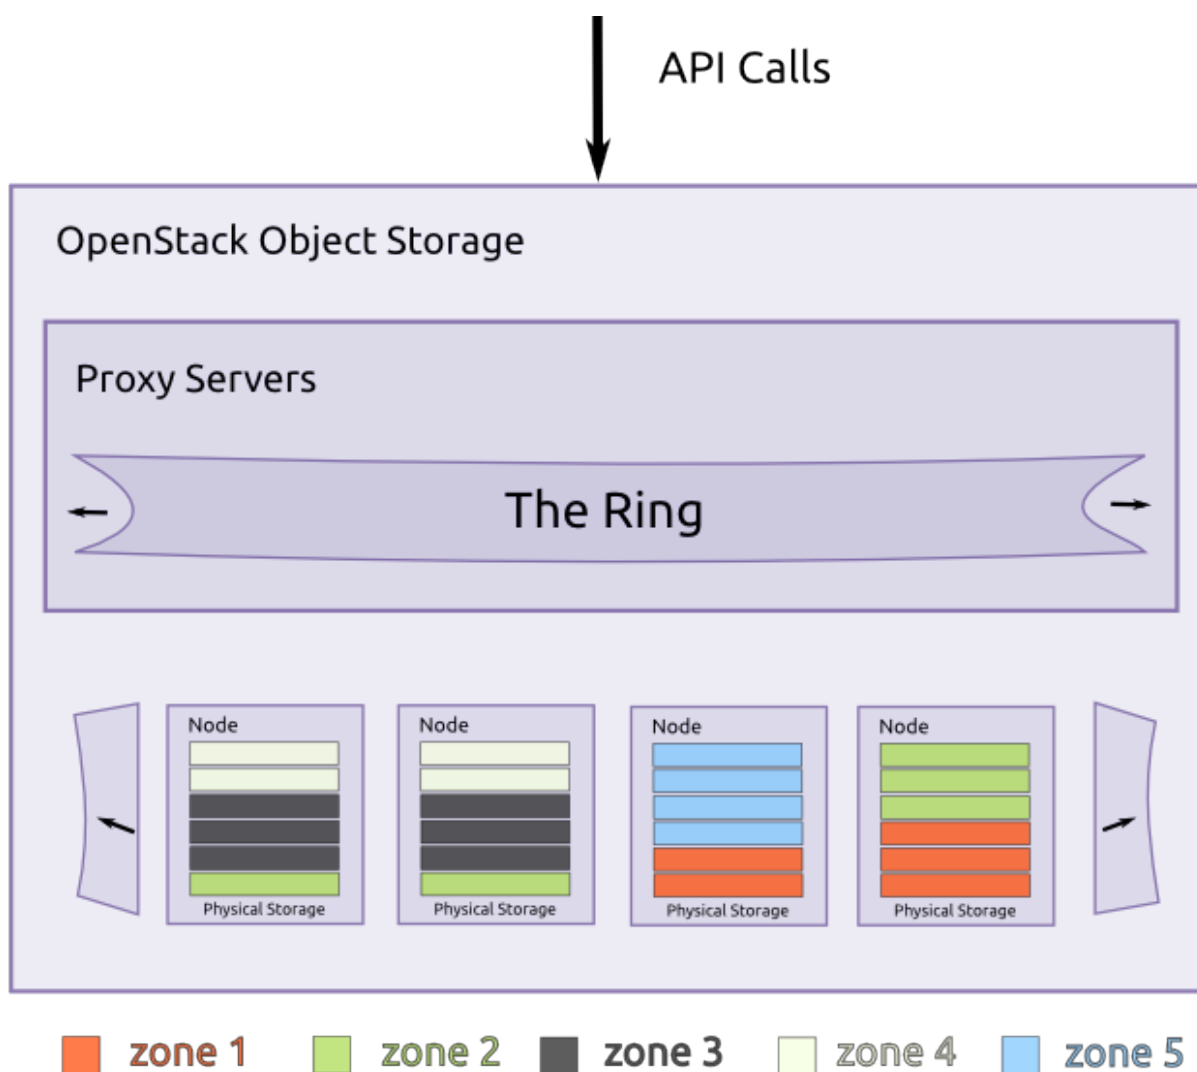 API Calls
OpenStack Object Storage
Proxy Servers
The Ring
Node
Node
Node
Node
Physical Storage
Physical Storage
Physical Storage
Physical Storage
zone 1
zone 2
zone 3
zone 4
zone 5